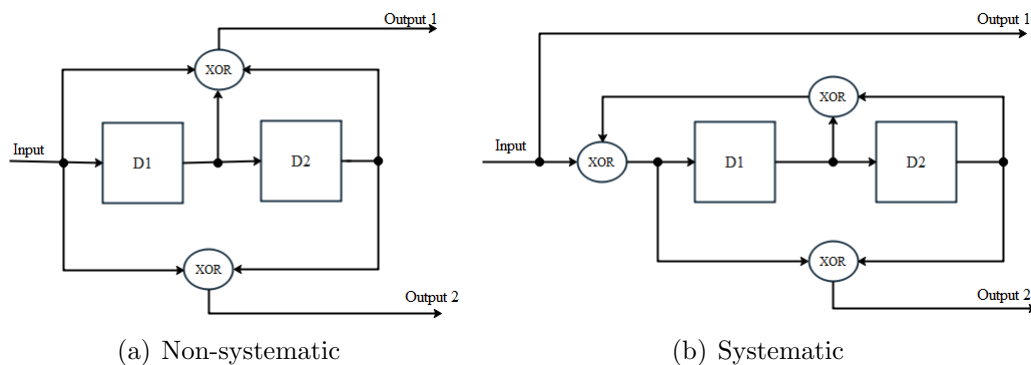 Output 1
XOR
Input
D1
D2
XOR
Output 2
(a) Non-systematic
Output 1
XOR
Input
XOR
D1
D2
XOR
Output 2
(b) Systematic